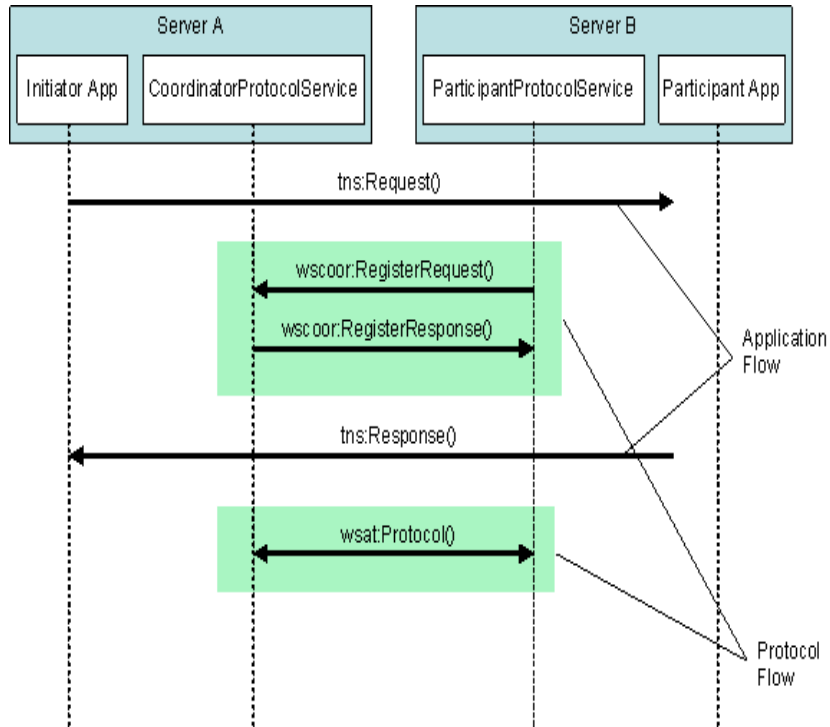 Server A
Server B
Initiator App
CoordinatorProtocolService
ParticipantProtocolService
Participant App
tns:Request()
wscoor:RegisterRequest()
wscoor:RegisterResponse()
Application
Flow
tns:Response()
wsat:Protocol()
Protocol
Flow